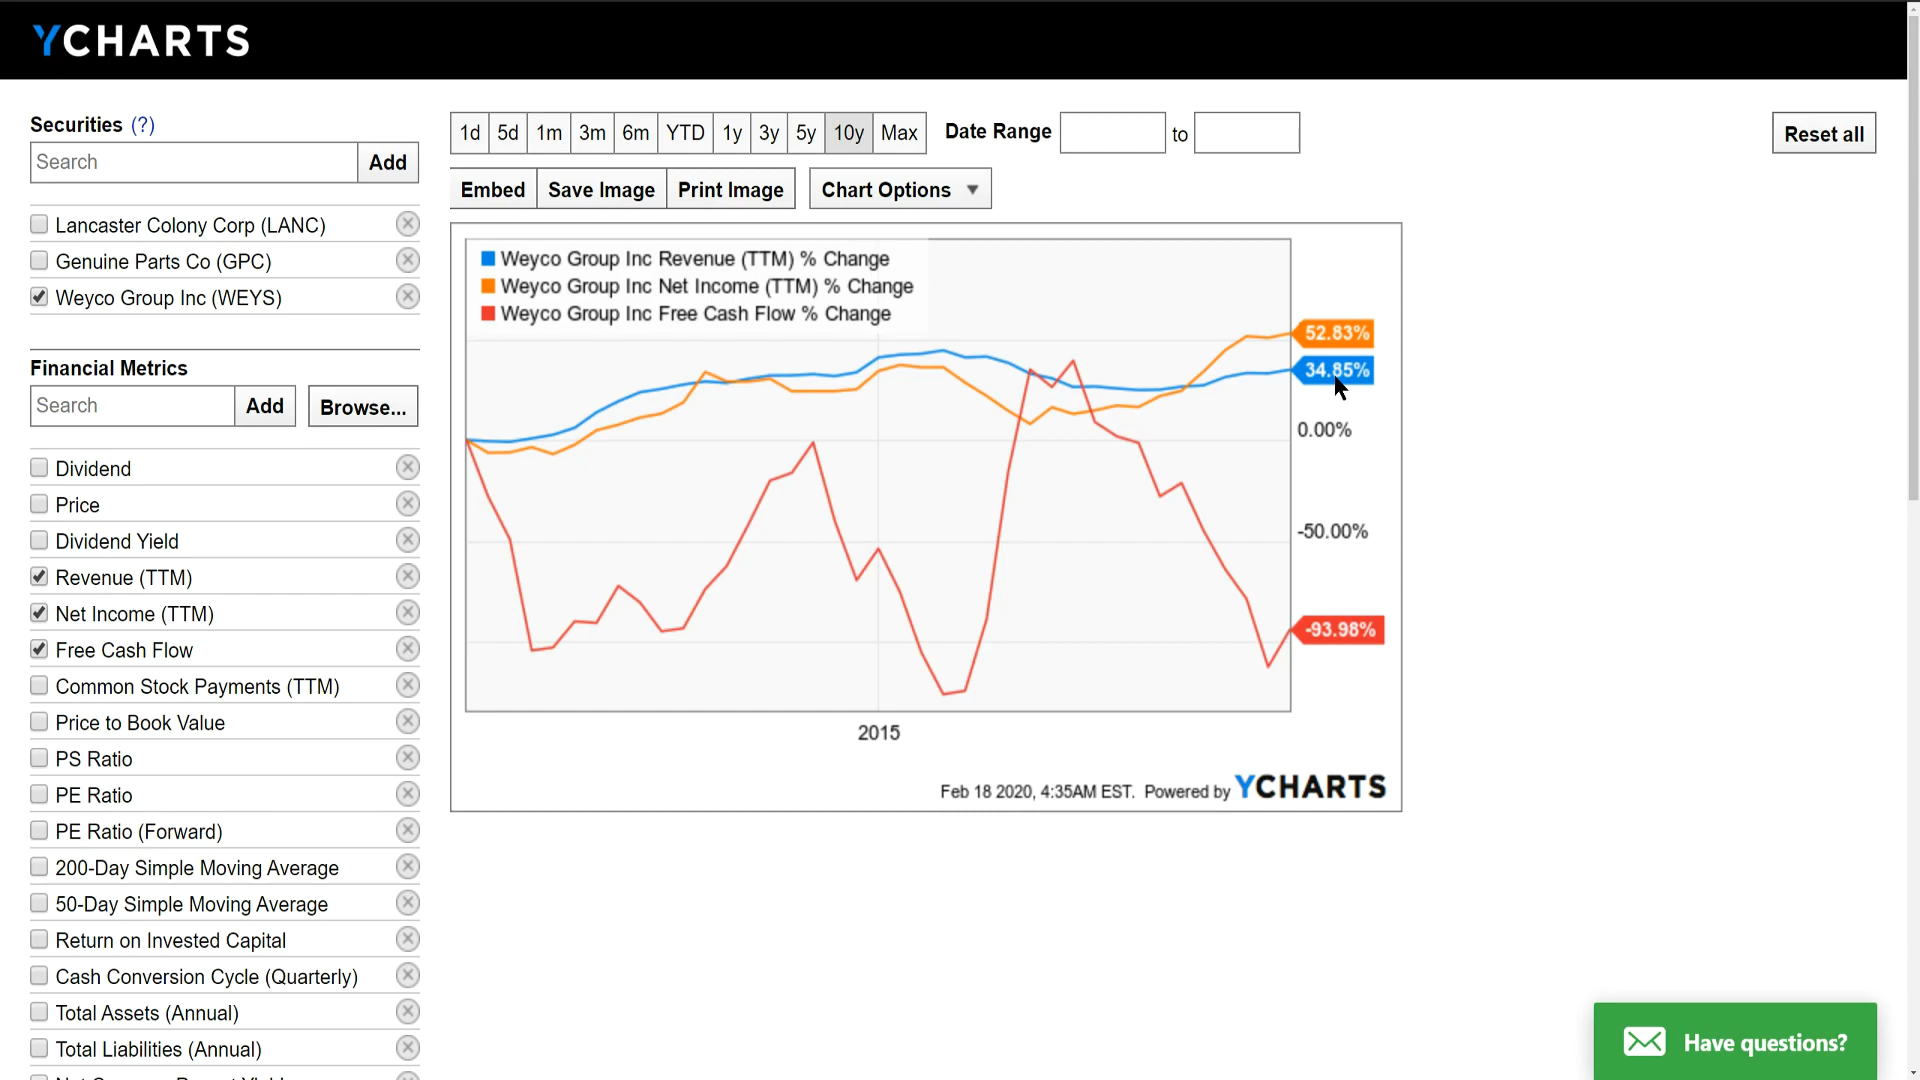 YCHARTS
Securities (?)
Search
Add
Lancaster Colony Corp (LANC)
Genuine Parts Co (GPC)
Weyco Group Inc (WEYS)
Financial Metrics
Search
Add
Browse...
Dividend
Price
Dividend Yield
Revenue (TTM)
Net Income (TTM)
Free Cash Flow
Common Stock Payments (TTM)
Price to Book Value
PS Ratio
PE Ratio
PE Ratio (Forward)
200-Day Simple Moving Average
50-Day Simple Moving Average
Return on Invested Capital
Cash Conversion Cycle (Quarterly)
Total Assets (Annual)
Total Liabilities (Annual)
1d 5d 1m 3m 6m YTD 1y 3y 5y 10y Max
Date Range to
Reset all
Embed Save Image Print Image Chart Options
Weyco Group Inc Revenue (TTM) % Change
Weyco Group Inc Net Income (TTM) % Change
Weyco Group Inc Free Cash Flow % Change
52.83%
34.85%
0.00%
-50.00%
-93.98%
2015
Feb 18 2020, 4:35AM EST. Powered by YCHARTS
Have questions?